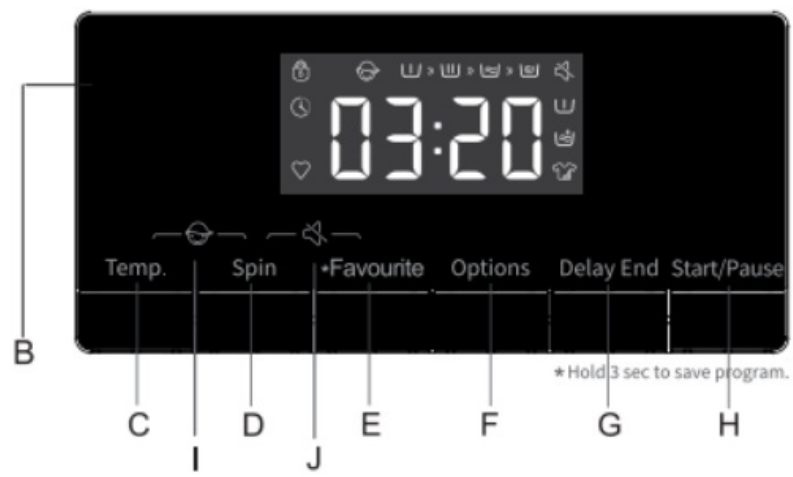 03:20
Temp. Spin *Favourite Options Delay End Start/Pause
B
*Hold 3 sec to save program.
C D E F G H
I J